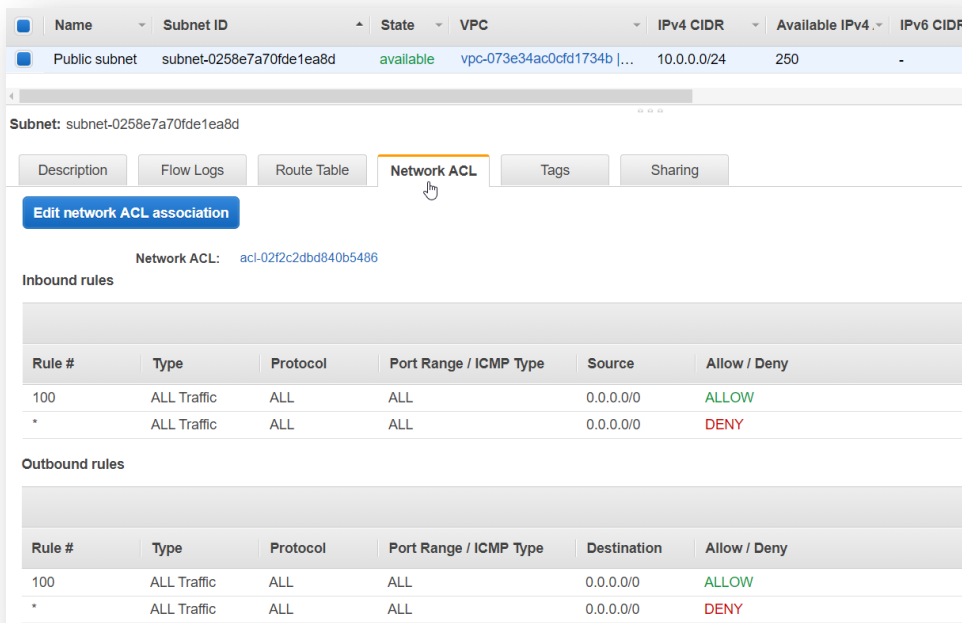 Name Subnet ID State VPC IPv4 CIDR Available IPv4 IPv6 CIDR
Public subnet subnet-0258e7a70fde1ea8d available vpc-073e34ac0cfd1734b |... 10.0.0.0/24 250 -
Subnet: subnet-0258e7a70fde1ea8d
Description Flow Logs Route Table Network ACL Tags Sharing
Edit network ACL association
Network ACL: acl-02f2c2dbd840b5486
Inbound rules
Rule # Type Protocol Port Range / ICMP Type Source Allow / Deny
100 ALL Traffic ALL ALL 0.0.0.0/0 ALLOW
* ALL Traffic ALL ALL 0.0.0.0/0 DENY
Outbound rules
Rule # Type Protocol Port Range / ICMP Type Destination Allow / Deny
100 ALL Traffic ALL ALL 0.0.0.0/0 ALLOW
* ALL Traffic ALL ALL 0.0.0.0/0 DENY